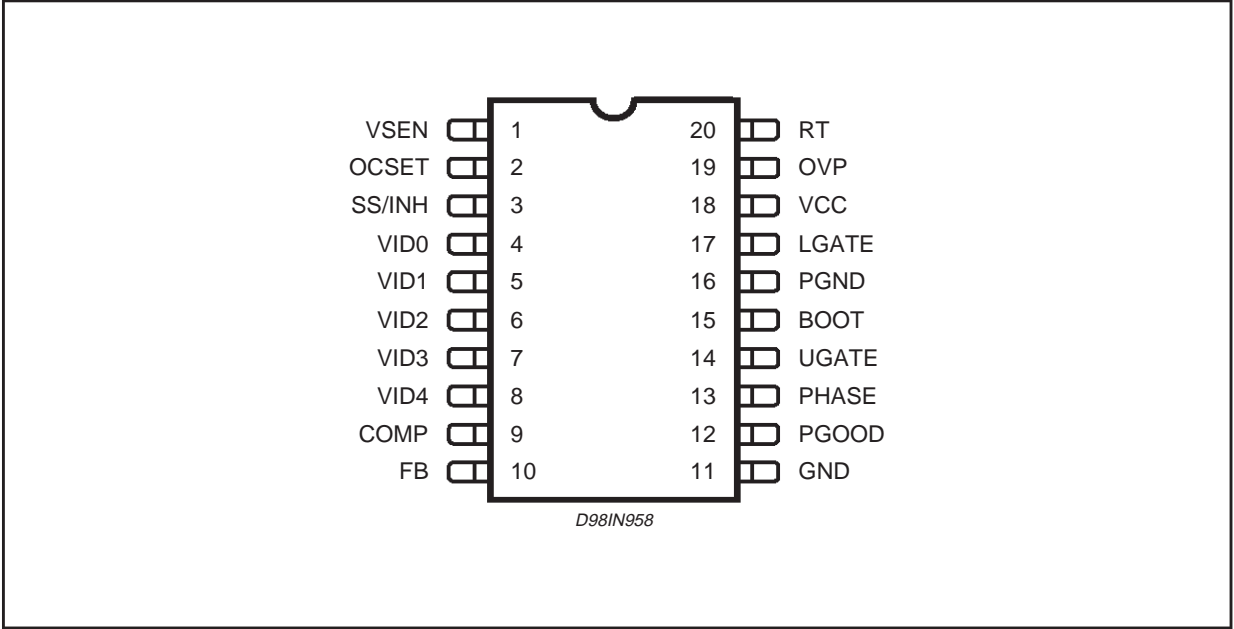 VSEN 1 20 RT
OCSET 2 19 OVP
SS/INH 3 18 VCC
VID0 4 17 LGATE
VID1 5 16 PGND
VID2 6 15 BOOT
VID3 7 14 UGATE
VID4 8 13 PHASE
COMP 9 12 PGOOD
FB 10 11 GND
D98IN958